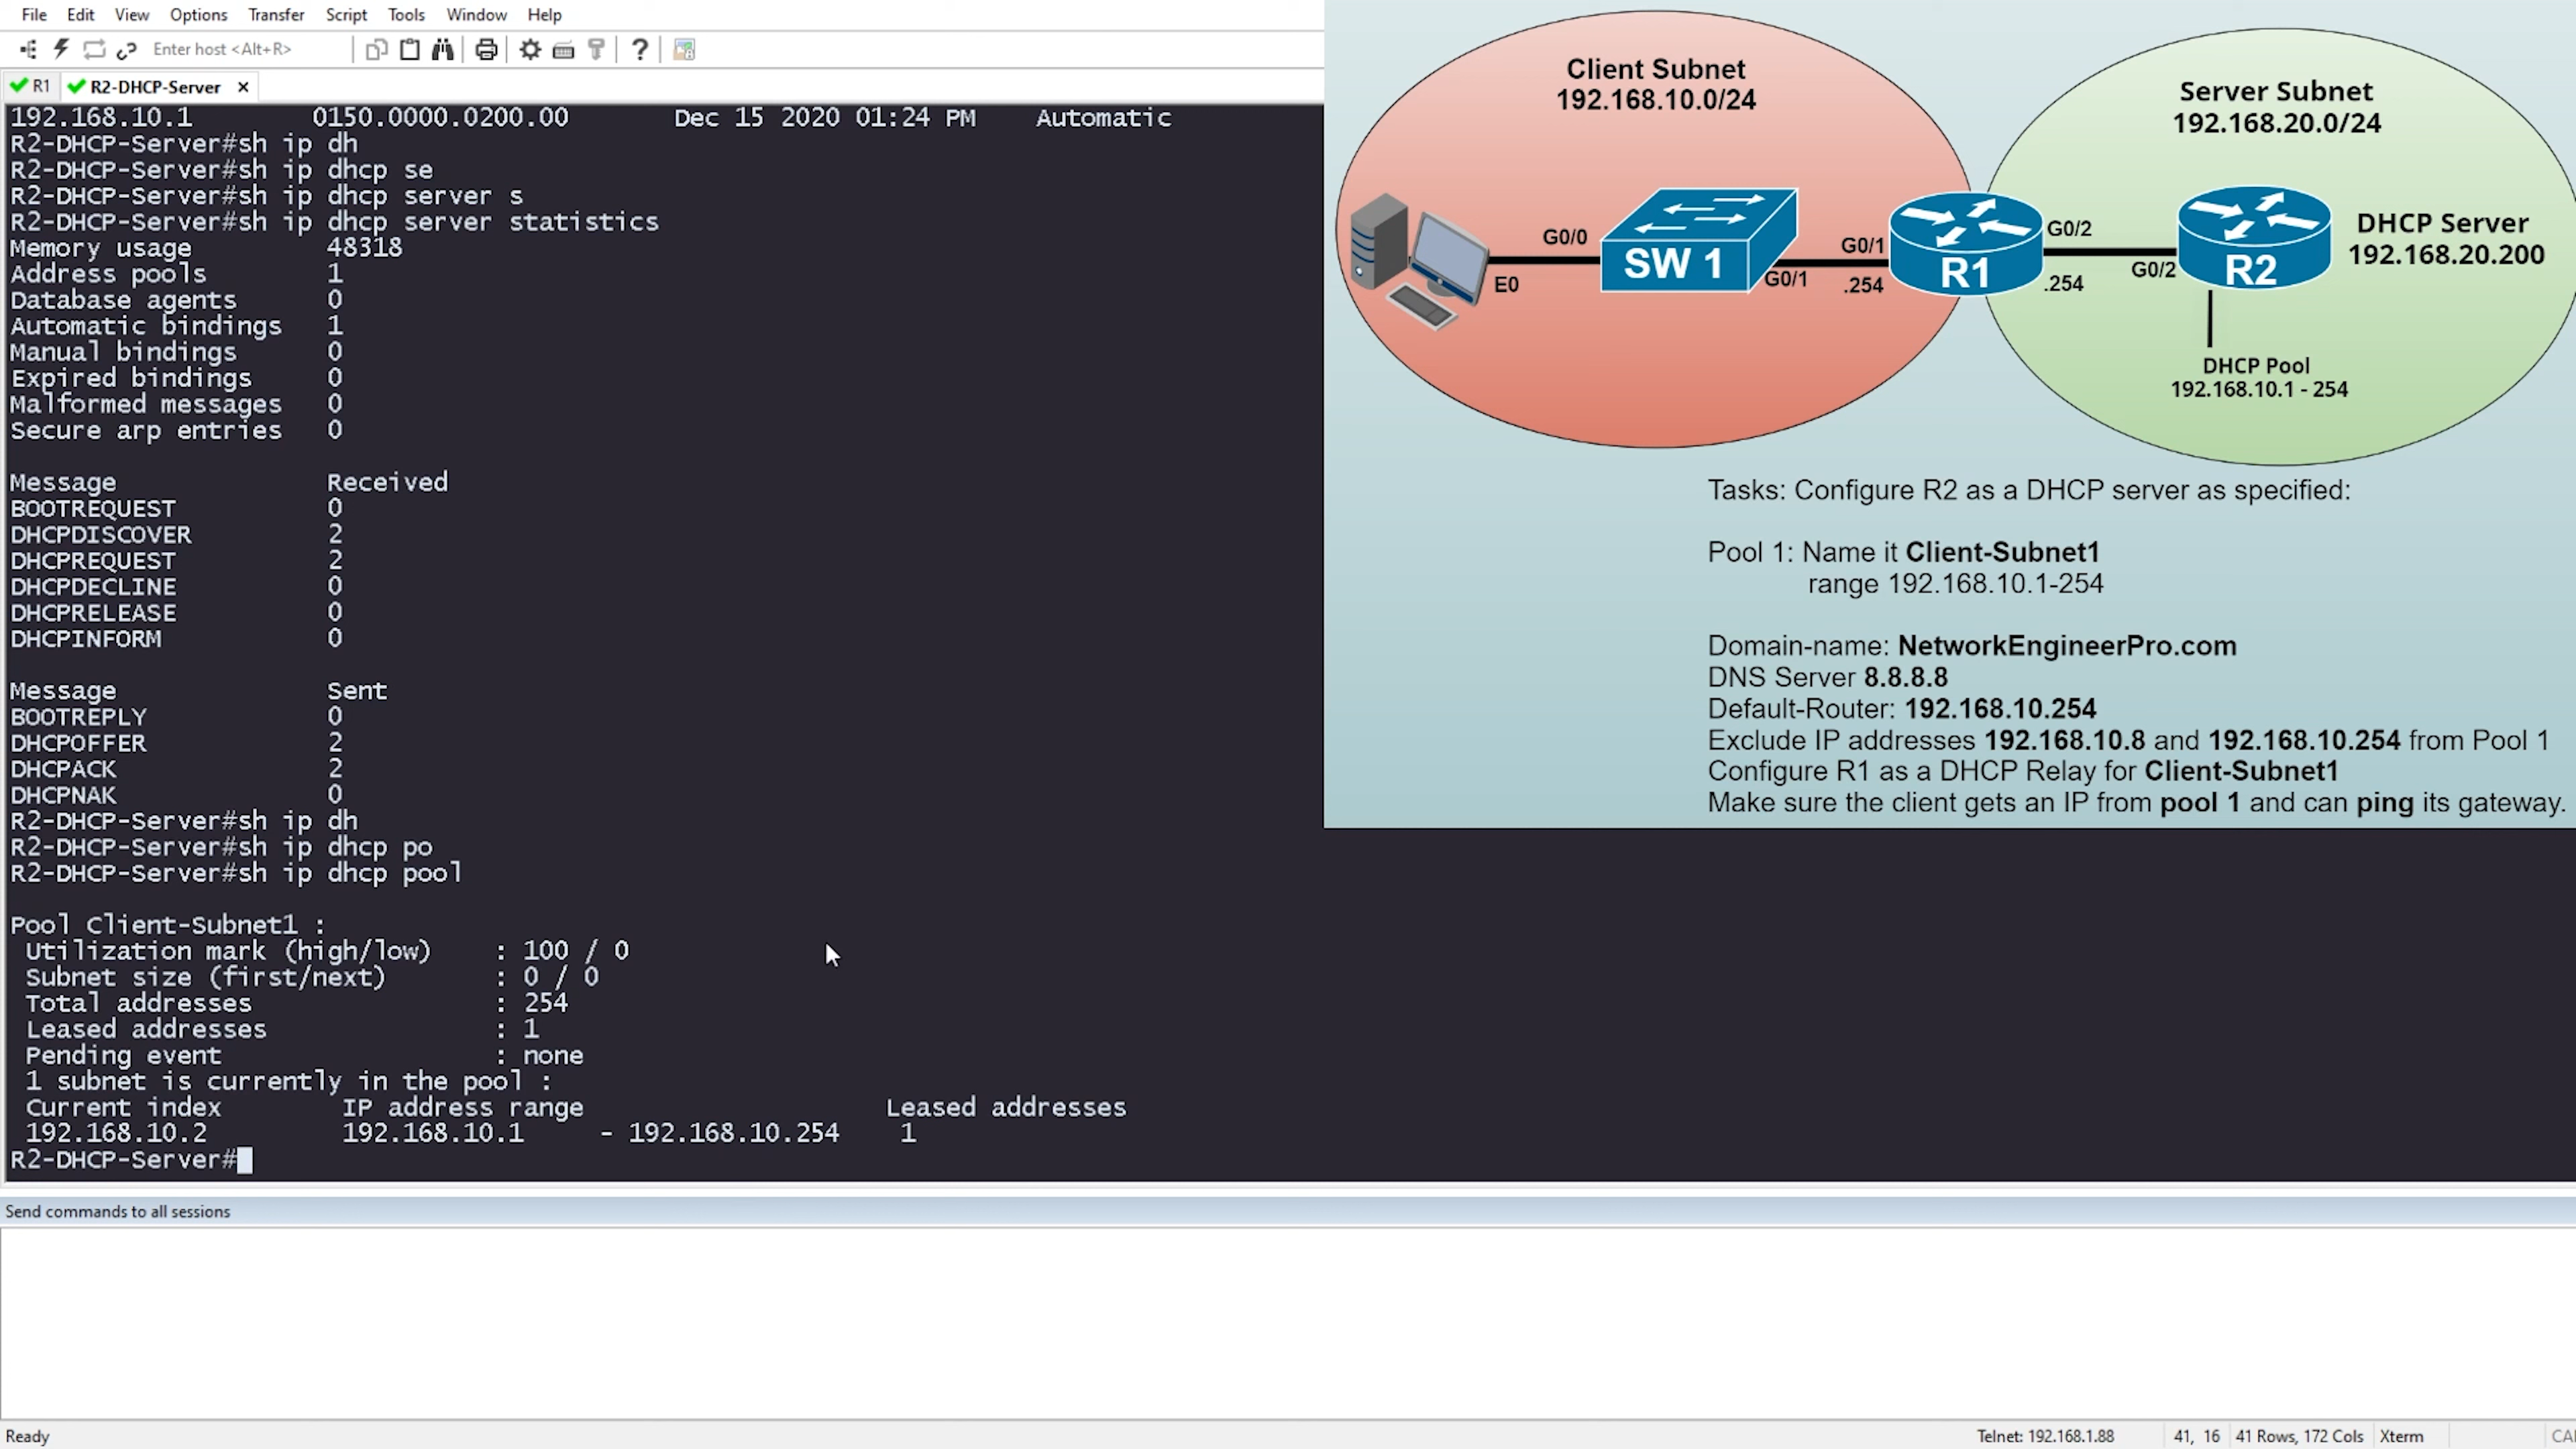 File Edit View Options Transfer Script Tools Window Help
Enter host <Alt+R>
R1 R2-DHCP-Server ×
192.168.10.1 0150.0000.0200.00 Dec 15 2020 01:24 PM Automatic
R2-DHCP-Server#sh ip dh
R2-DHCP-Server#sh ip dhcp se
R2-DHCP-Server#sh ip dhcp server s
R2-DHCP-Server#sh ip dhcp server statistics
Memory usage 48318
Address pools 1
Database agents 0
Automatic bindings 1
Manual bindings 0
Expired bindings 0
Malformed messages 0
Secure arp entries 0
Message Received
BOOTREQUEST 0
DHCPDISCOVER 2
DHCPREQUEST 2
DHCPDECLINE 0
DHCPRELEASE 0
DHCPINFORM 0
Message Sent
BOOTREPLY 0
DHCPOFFER 2
DHCPACK 2
DHCPNAK 0
R2-DHCP-Server#sh ip dh
R2-DHCP-Server#sh ip dhcp po
R2-DHCP-Server#sh ip dhcp pool
Pool Client-Subnet1 :
Utilization mark (high/low) : 100 / 0
Subnet size (first/next) : 0 / 0
Total addresses : 254
Leased addresses : 1
Pending event : none
1 subnet is currently in the pool :
Current index IP address range Leased addresses
192.168.10.2 192.168.10.1 - 192.168.10.254 1
R2-DHCP-Server#
Client Subnet
192.168.10.0/24
Server Subnet
192.168.20.0/24
E0
G0/0
SW 1
G0/1
G0/1
.254
R1
G0/2
.254
G0/2
R2
DHCP Server
192.168.20.200
DHCP Pool
192.168.10.1 - 254
Tasks: Configure R2 as a DHCP server as specified:
Pool 1: Name it Client-Subnet1
range 192.168.10.1-254
Domain-name: NetworkEngineerPro.com
DNS Server 8.8.8.8
Default-Router: 192.168.10.254
Exclude IP addresses 192.168.10.8 and 192.168.10.254 from Pool 1
Configure R1 as a DHCP Relay for Client-Subnet1
Make sure the client gets an IP from pool 1 and can ping its gateway.
Send commands to all sessions
Ready Telnet: 192.168.1.88 41, 16 41 Rows, 172 Cols Xterm